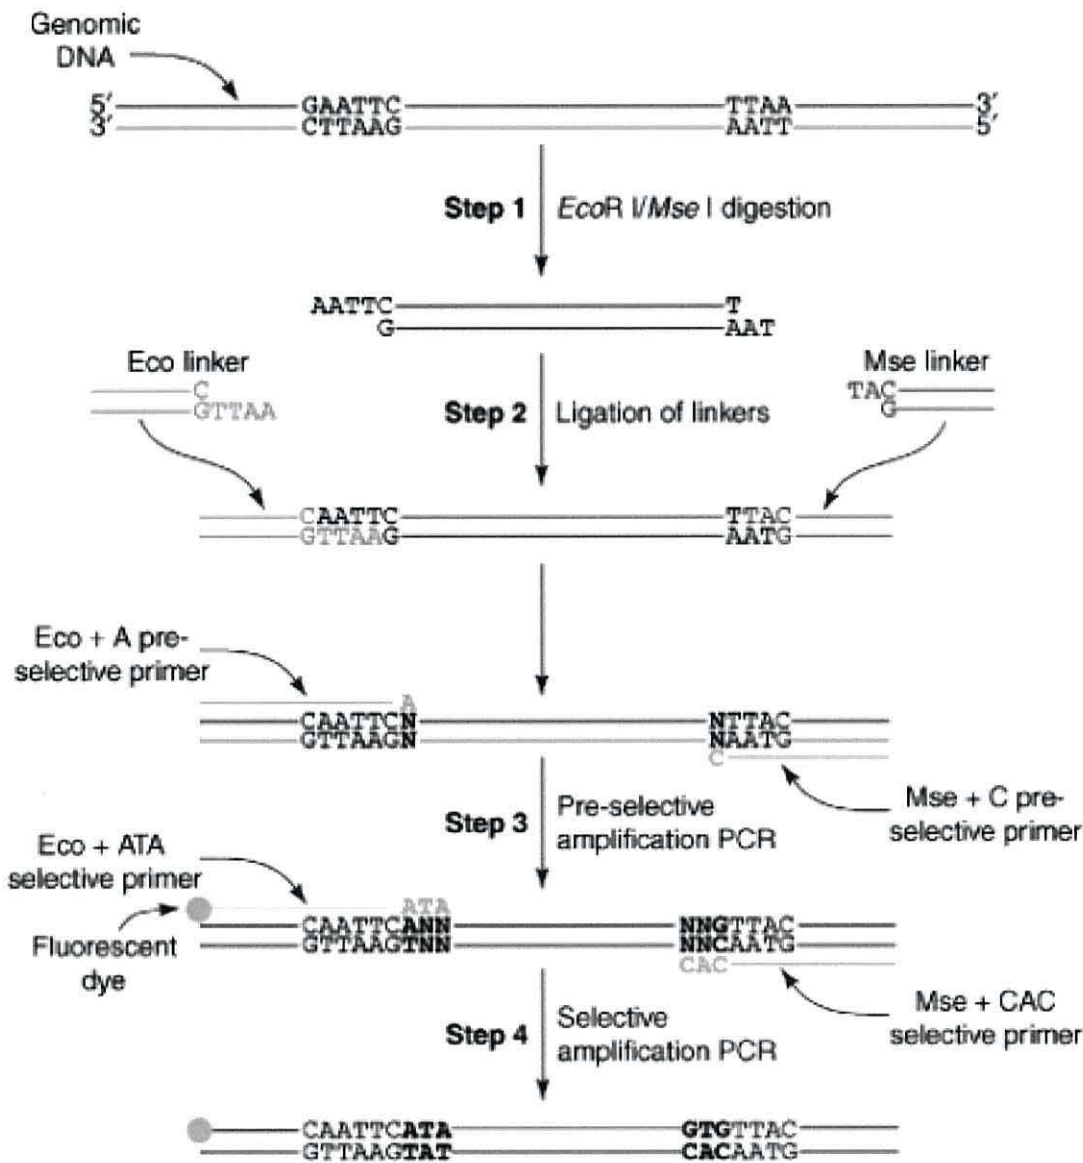 Genomic
DNA
5′ GAATTC TTAA 3′
3′ CTTAAG AATT 5′
Step 1 EcoR I/Mse I digestion
AATTC T
G AAT
Eco linker Mse linker
C TAC
GTTAA G
Step 2 Ligation of linkers
CAATTC TTAC
GTTAAG AATG
Eco + A pre-
selective primer
A
CAATTCN NTTAC
GTTAAGN NAATG
C
Mse + C pre-
selective primer
Step 3 Pre-selective
amplification PCR
Eco + ATA
selective primer
ATA
CAATTCANN NNGTTAC
GTTAAGTNN NNCAATG
CAC
Fluorescent
dye
Mse + CAC
selective primer
Step 4 Selective
amplification PCR
CAATTCATA GTGTTAC
GTTAAGTAT CACAATG